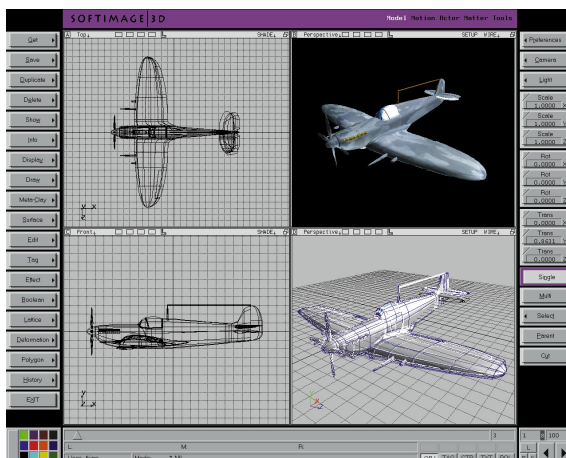 SOFTIMAGE|3D
Model Motion Actor Matter Tools
Get
Save
Duplicate
Delete
Show
Info
Display
Draw
Meta-Clay
Surface
Edit
Tag
Effect
Boolean
Lattice
Deformation
Polygon
History
EXIT
A Top SHADE
B Perspective SETUP WIRE
C Front SHADE
D Perspective SETUP WIRE
Preferences
Camera
Light
Scale
1.0000 X
Scale
1.0000 Y
Scale
1.0000 Z
Rot
0.0000 X
Rot
0.0000 Y
Rot
0.0000 Z
Trans
0.0000 X
Trans
0.8631 Y
Trans
0.0000 Z
Single
Multi
Select
Parent
Cut
3
1 100
L: M: R: